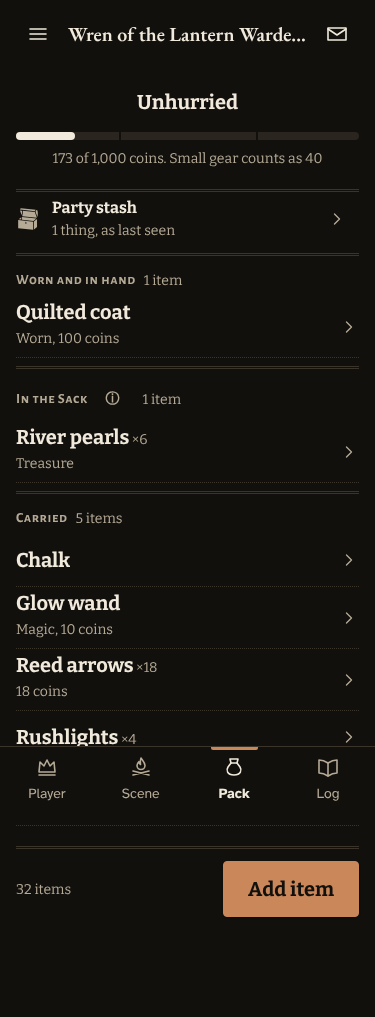 Wren of the Lantern Warde...
Unhurried
173 of 1,000 coins. Small gear counts as 40
Party stash
1 thing, as last seen
Worn and in hand 1 item
Quilted coat
Worn, 100 coins
In the Sack 1 item
River pearls ×6
Treasure
Carried 5 items
Chalk
Glow wand
Magic, 10 coins
Reed arrows ×18
18 coins
Rushlights ×4
Player Scene Pack Log
32 items Add item